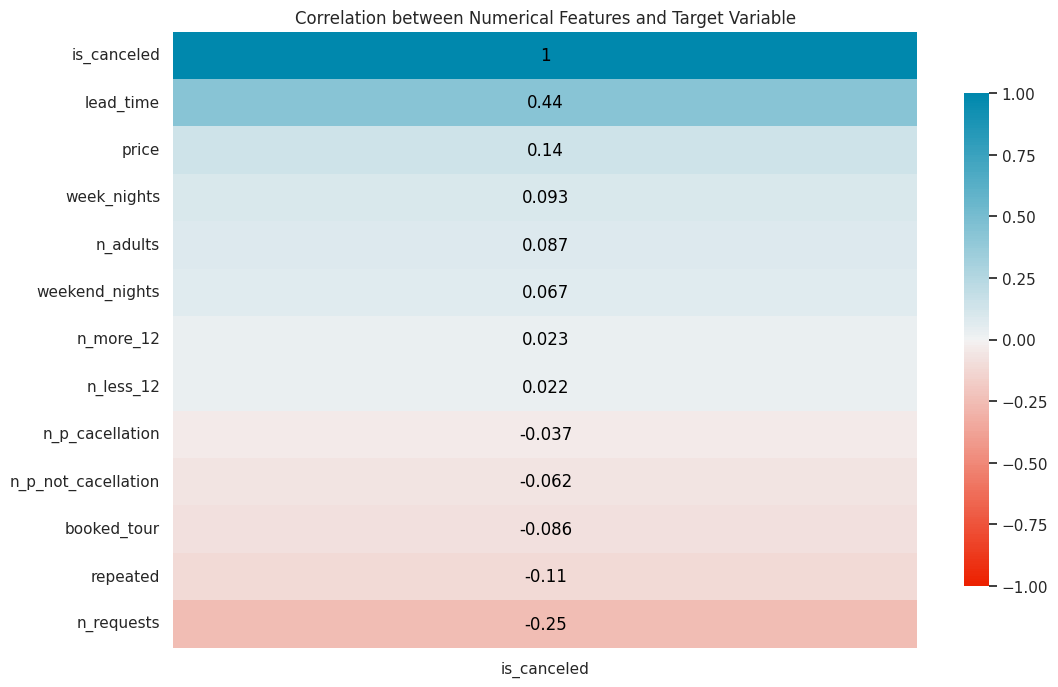 Correlation between Numerical Features and Target Variable
is_canceled 1
lead_time 0.44
price 0.14
week_nights 0.093
n_adults 0.087
weekend_nights 0.067
n_more_12 0.023
n_less_12 0.022
n_p_cacellation -0.037
n_p_not_cacellation -0.062
booked_tour -0.086
repeated -0.11
n_requests -0.25
is_canceled
1.00
0.75
0.50
0.25
0.00
−0.25
−0.50
−0.75
−1.00